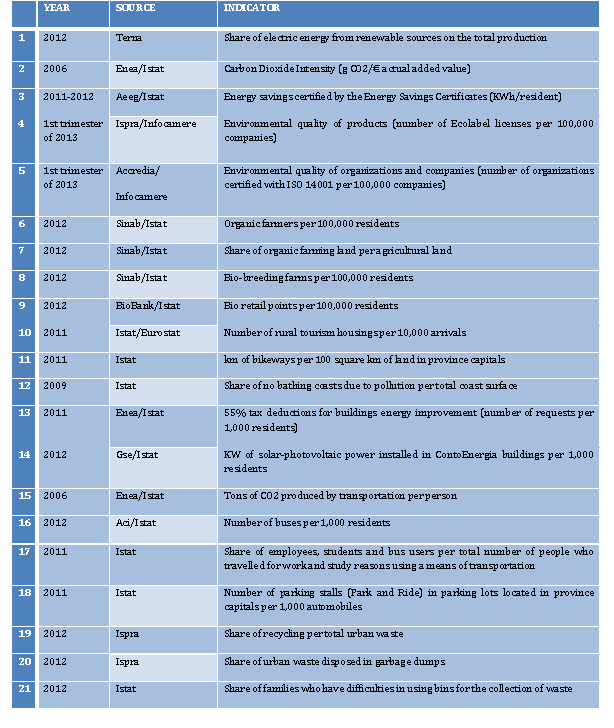 YEAR SOURCE INDICATOR
1 2012 Terna Share of electric energy from renewable sources on the total production
2 2006 Enea/Istat Carbon Dioxide Intensity (g CO2/€ actual added value)
3 2011-2012 Aeeg/Istat Energy savings certified by the Energy Savings Certificates (KWh/resident)
4 1st trimester of 2013 Ispra/Infocamere Environmental quality of products (number of Ecolabel licenses per 100,000
companies)
5 1st trimester of 2013 Accredia/ Infocamere Environmental quality of organizations and companies (number of organizations
certified with ISO 14001 per 100,000 companies)
6 2012 Sinab/Istat Organic farmers per 100,000 residents
7 2012 Sinab/Istat Share of organic farming land per agricultural land
8 2012 Sinab/Istat Bio-breeding farms per 100,000 residents
9 2012 BioBank/Istat Bio retail points per 100,000 residents
10 2011 Istat/Eurostat Number of rural tourism housings per 10,000 arrivals
11 2011 Istat km of bikeways per 100 square km of land in province capitals
12 2009 Istat Share of no bathing coasts due to pollution per total coast surface
13 2011 Enea/Istat 55% tax deductions for buildings energy improvement (number of requests per
1,000 residents)
14 2012 Gse/Istat KW of solar-photovoltaic power installed in ContoEnergia buildings per 1,000
residents
15 2006 Enea/Istat Tons of CO2 produced by transportation per person
16 2012 Aci/Istat Number of buses per 1,000 residents
17 2011 Istat Share of employees, students and bus users per total number of people who
travelled for work and study reasons using a means of transportation
18 2011 Istat Number of parking stalls (Park and Ride) in parking lots located in province
capitals per 1,000 automobiles
19 2012 Ispra Share of recycling per total urban waste
20 2012 Ispra Share of urban waste disposed in garbage dumps
21 2012 Istat Share of families who have difficulties in using bins for the collection of waste